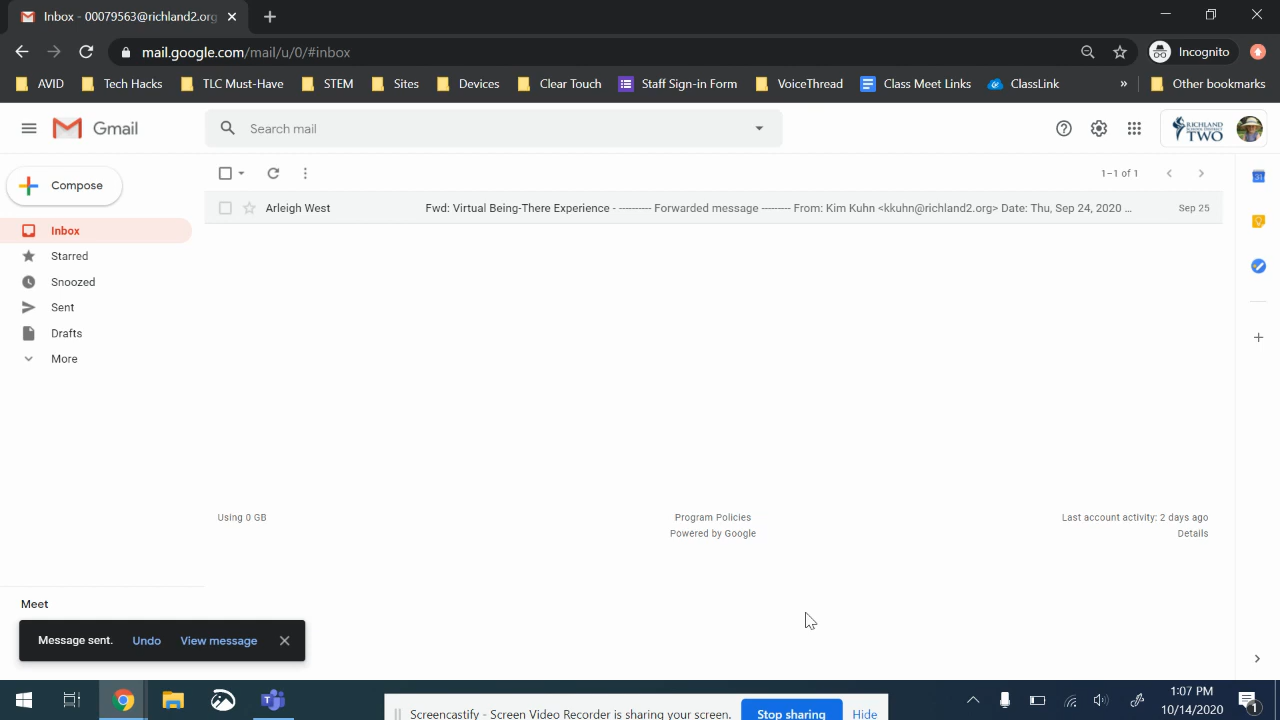 Inbox - 00079563@richland2.org
mail.google.com/mail/u/0/#inbox
Incognito
AVID
Tech Hacks
TLC Must-Have
STEM
Sites
Devices
Clear Touch
Staff Sign-in Form
VoiceThread
Class Meet Links
ClassLink
»
Other bookmarks
Gmail
Search mail
RICHLAND
SCHOOL DISTRICT
TWO
Compose
1–1 of 1
Arleigh West
Fwd: Virtual Being-There Experience - ---------- Forwarded message --------- From: Kim Kuhn <kkuhn@richland2.org> Date: Thu, Sep 24, 2020 ...
Sep 25
Inbox
Starred
Snoozed
Sent
Drafts
More
31
Using 0 GB
Program Policies
Powered by Google
Last account activity: 2 days ago
Details
Meet
Message sent.
Undo
View message
Screencastify - Screen Video Recorder is sharing your screen.
Stop sharing
Hide
1:07 PM
10/14/2020
1